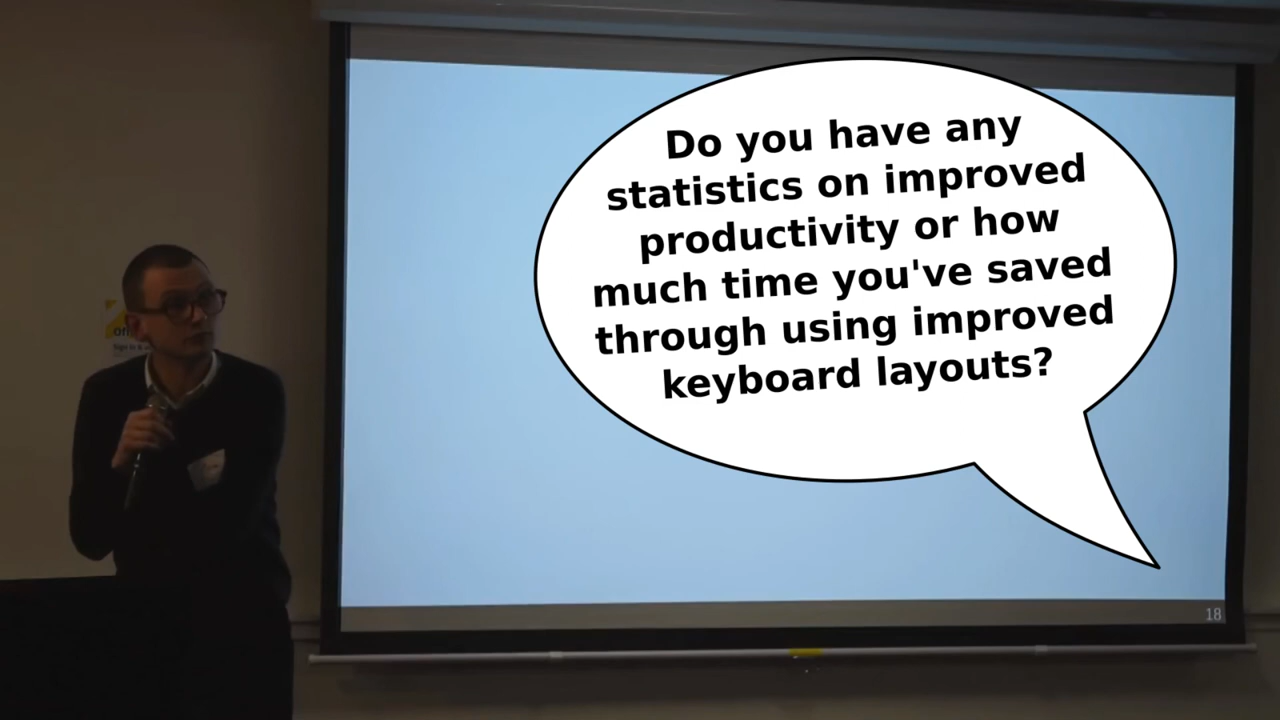 Do you have any
statistics on improved
productivity or how
much time you've saved
through using improved
keyboard layouts?
18